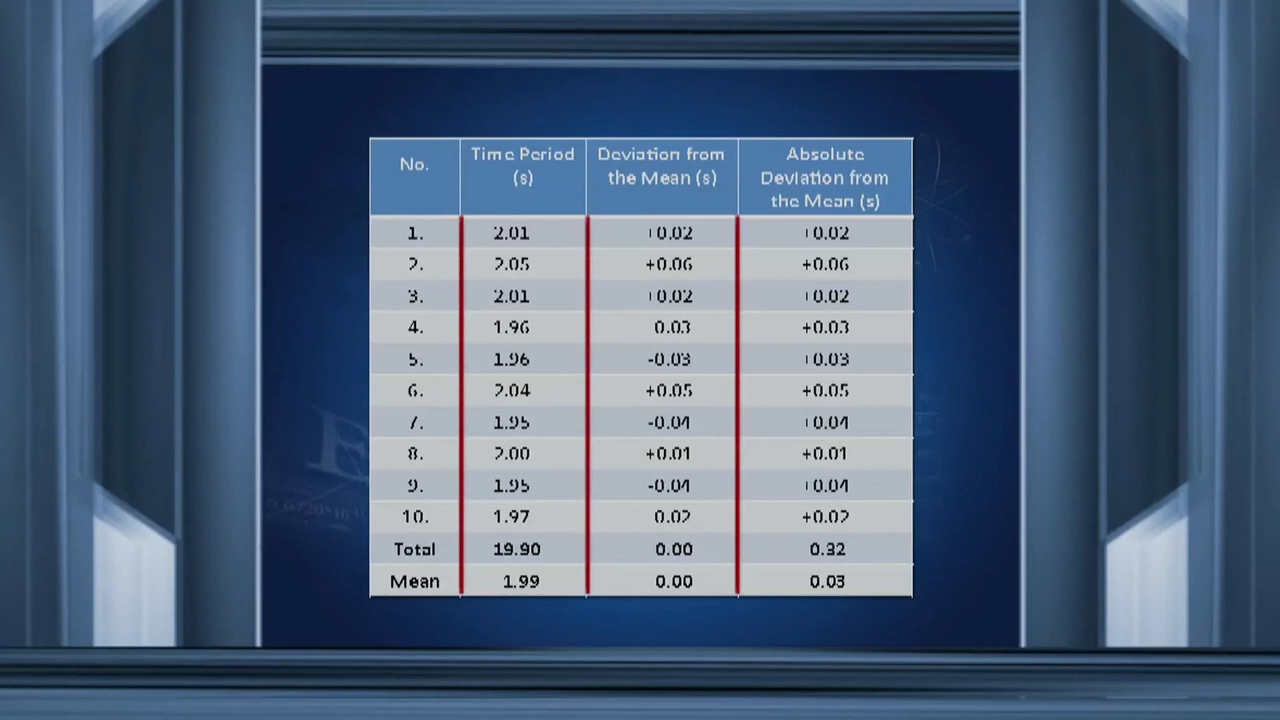 No. Time Period (s) Deviation from the Mean (s) Absolute Deviation from the Mean (s)
1. 2.01 +0.02 +0.02
2. 2.05 +0.06 +0.06
3. 2.01 +0.02 +0.02
4. 1.96 0.03 +0.03
5. 1.96 -0.03 +0.03
6. 2.04 +0.05 +0.05
7. 1.95 -0.04 +0.04
8. 2.00 +0.01 +0.01
9. 1.95 -0.04 +0.04
10. 1.97 0.02 +0.02
Total 19.90 0.00 0.32
Mean 1.99 0.00 0.03